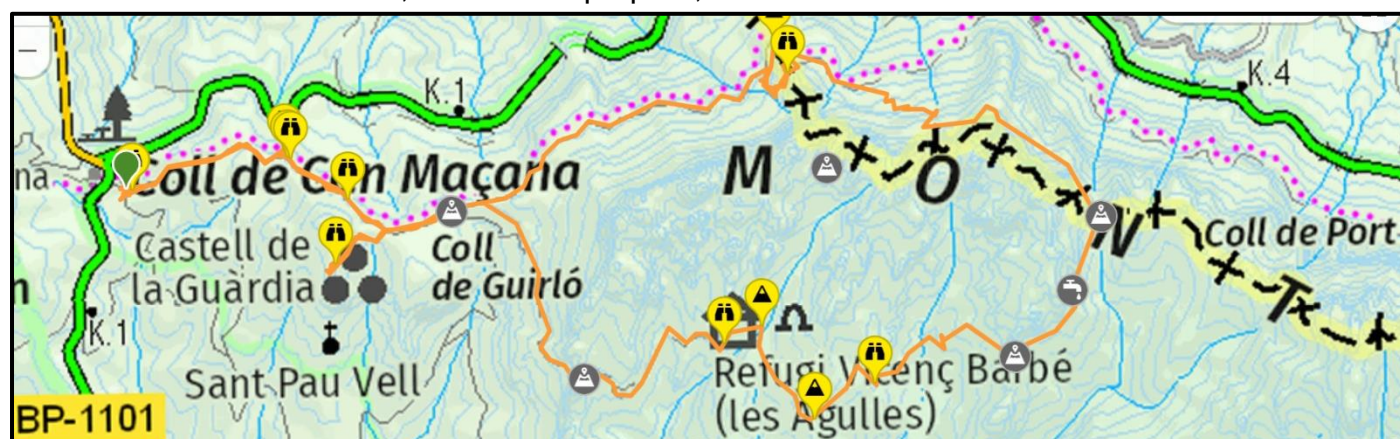 K.1
K.4
na
Coll de Can Maçana
M
O
N
T
Castell de
la Guàrdia
Coll
de Guirló
Coll de Port
n
K.1
Sant Pau Vell
Refugi Vicenç Barbé
(les Agulles)
BP-1101